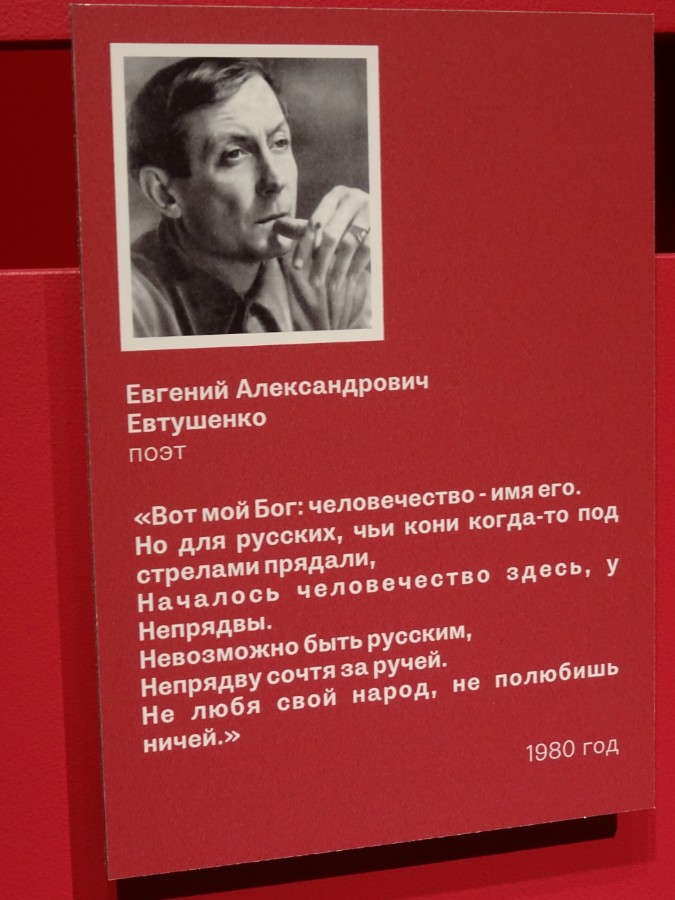 Евгений Александрович
Евтушенко
поэт
«Вот мой Бог: человечество - имя его.
Но для русских, чьи кони когда-то под
стрелами прядали,
Началось человечество здесь, у
Непрядвы.
Невозможно быть русским,
Непрядву сочтя за ручей.
Не любя свой народ, не полюбишь
ничей.»
1980 год